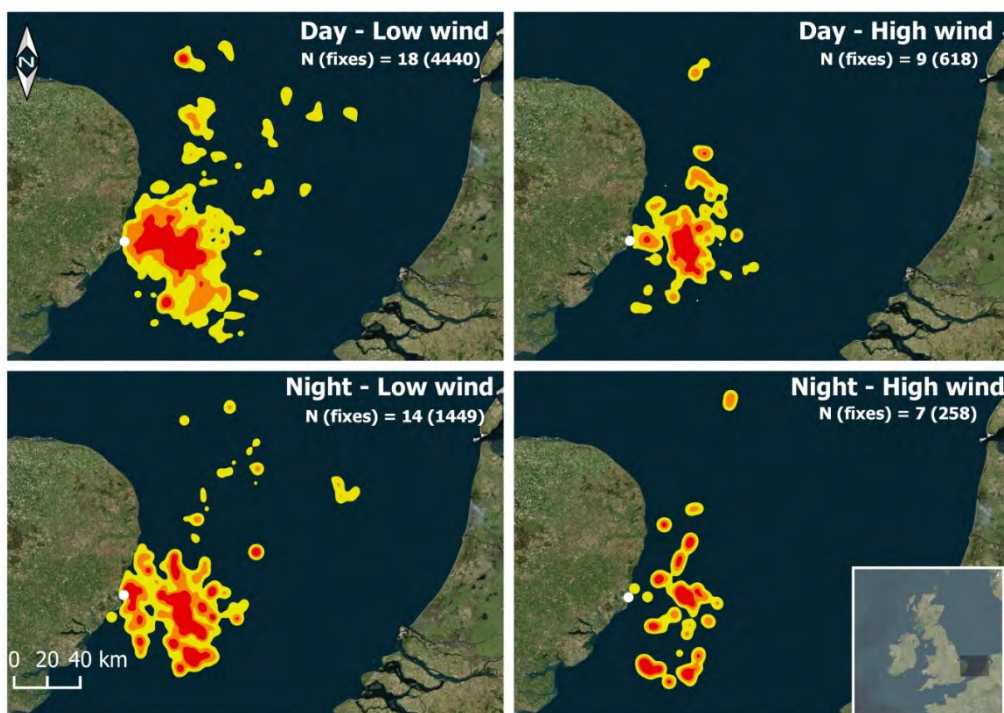 N
Day - Low wind
N (fixes) = 18 (4440)
Day - High wind
N (fixes) = 9 (618)
Night - Low wind
N (fixes) = 14 (1449)
0 20 40 km
Night - High wind
N (fixes) = 7 (258)